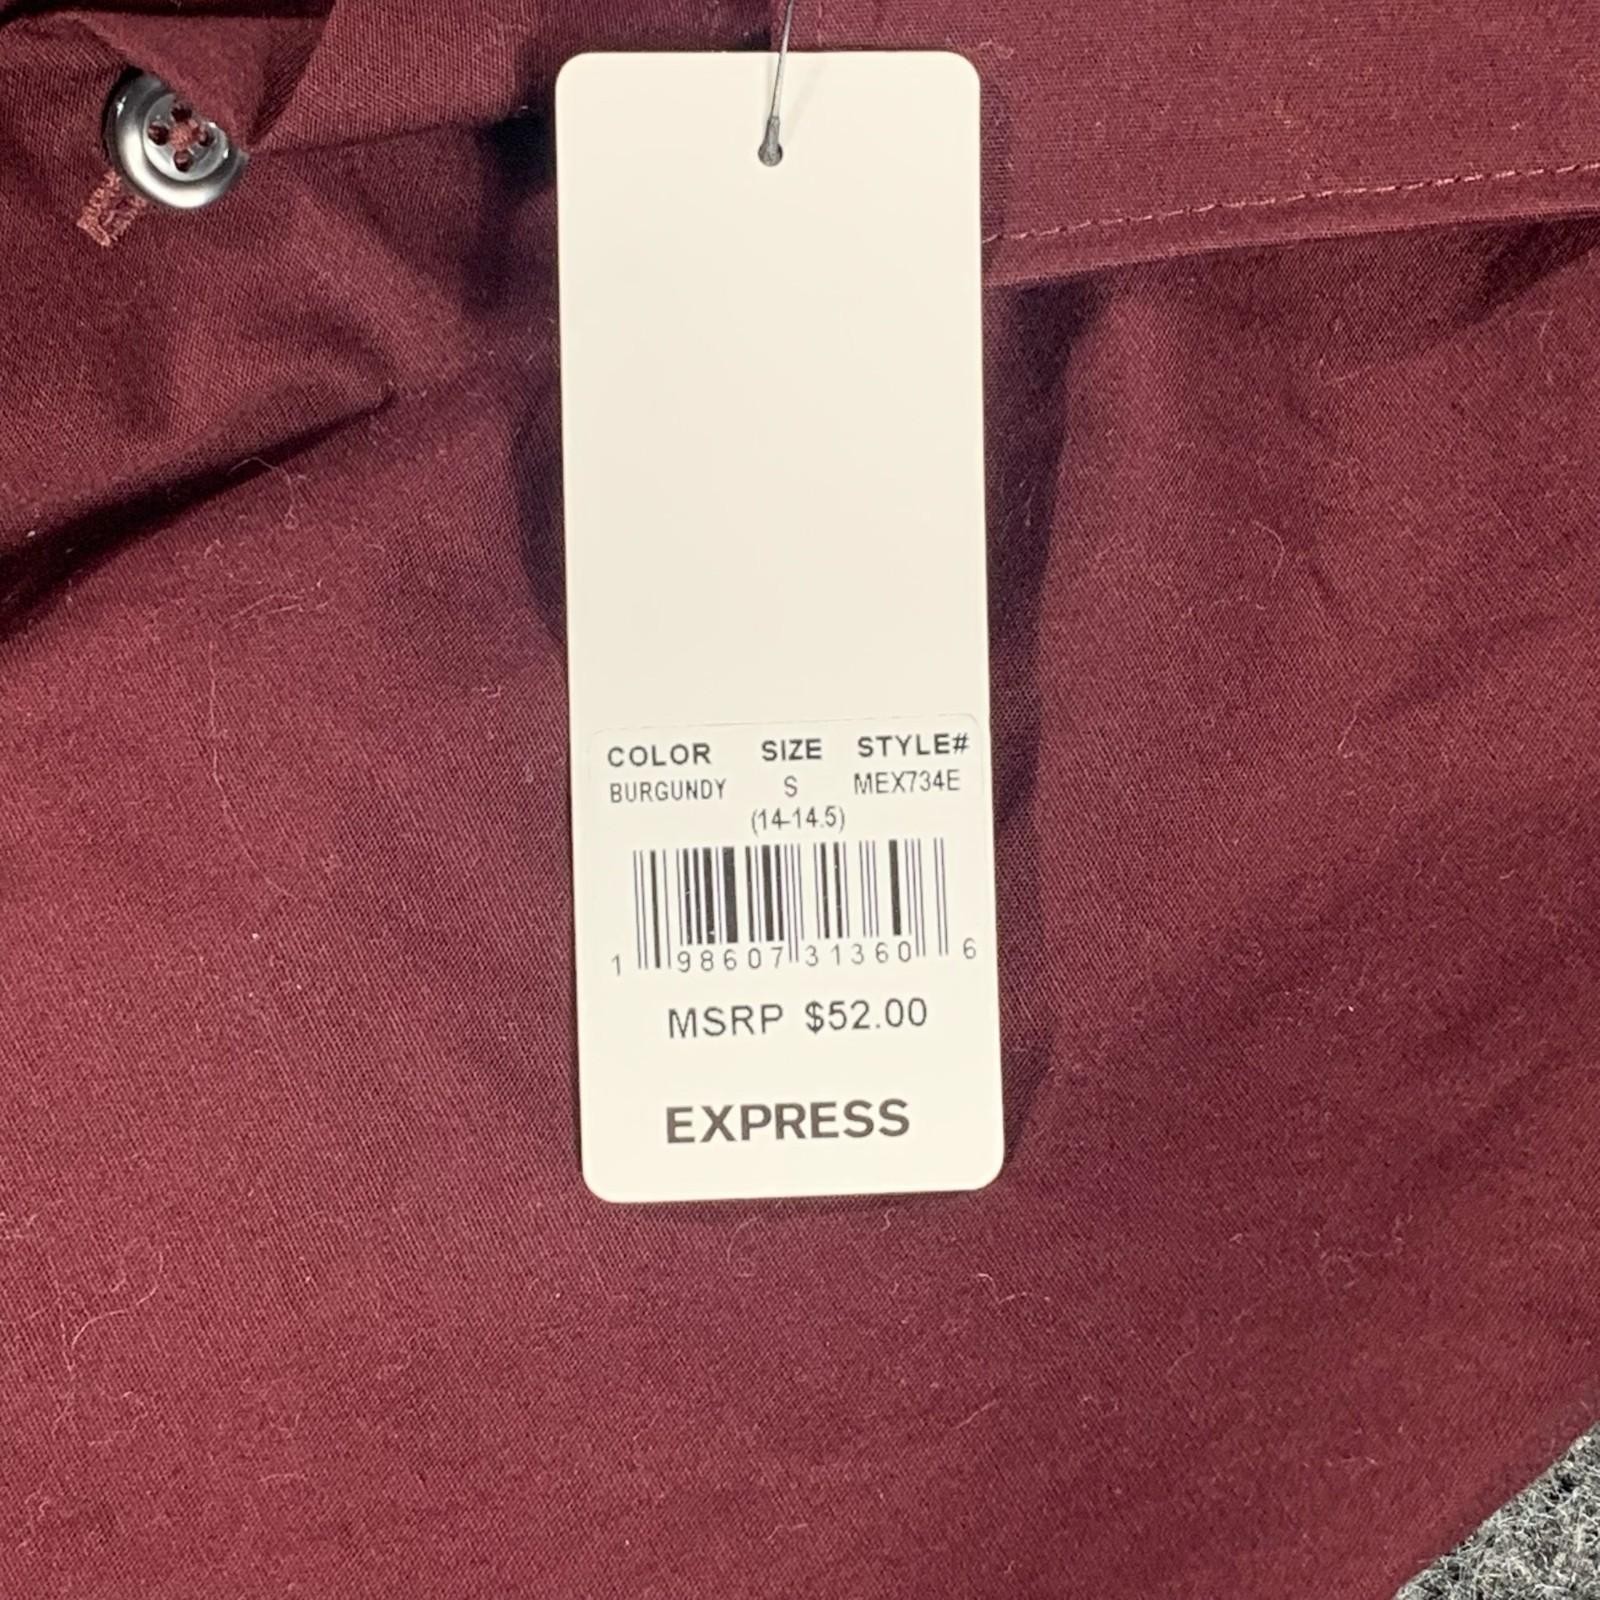 COLOR SIZE STYLE#
BURGUNDY S MEX734E
(14-14.5)
1 98607 31360 6
MSRP $52.00
EXPRESS